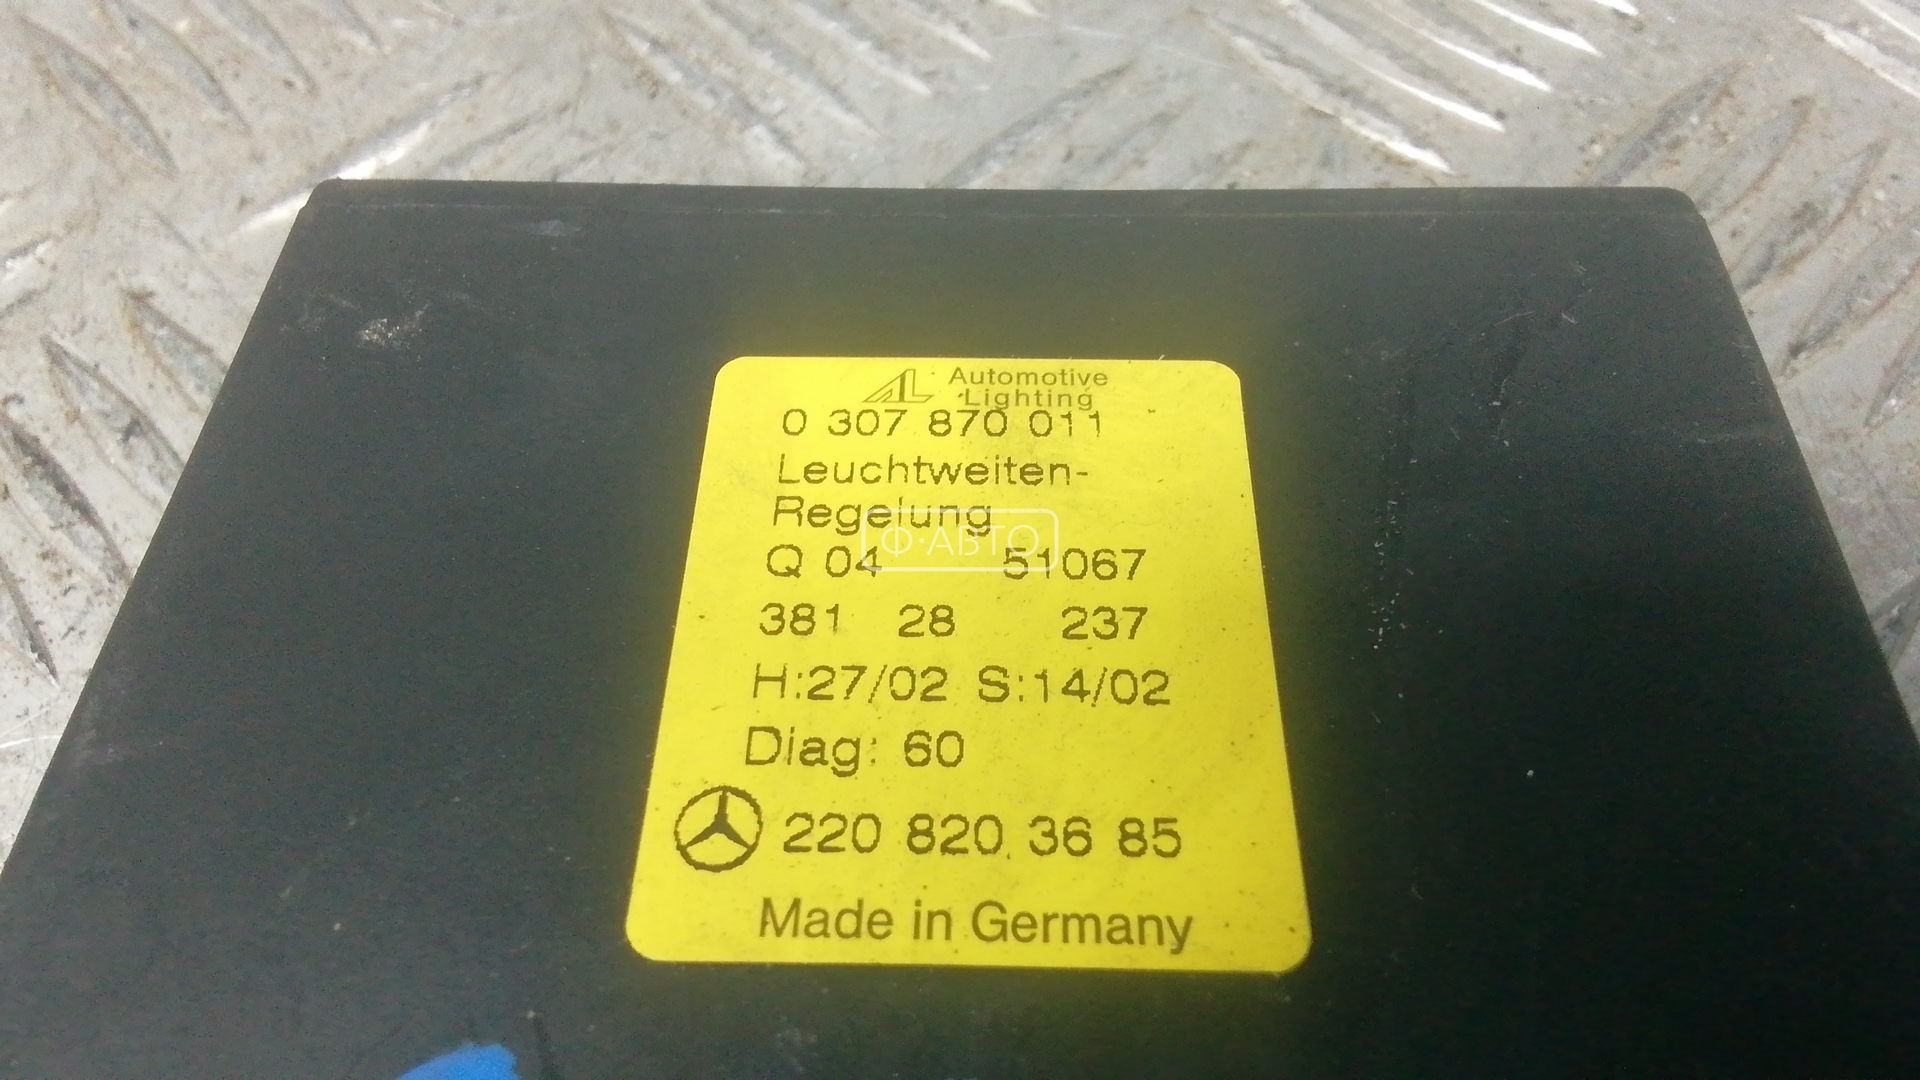 AL Automotive
Lighting
0 307 870 011
Leuchtweiten-
Regelung
Ф·АВТО
Q 04 51067
381 28 237
H:27/02 S:14/02
Diag: 60
220 820 36 85
Made in Germany